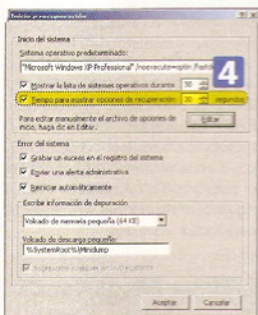 Inicio y recuperación
Inicio del sistema
Sistema operativo predeterminado:
"Microsoft Windows XP Professional" /noexecute=optin /fastd
4
Mostrar la lista de sistemas operativos durante 30
Tiempo para mostrar opciones de recuperación: 30 segundos
Para editar manualmente el archivo de opciones de
inicio, haga clic en Editar.
Editar
Error del sistema
Grabar un suceso en el registro del sistema
Enviar una alerta administrativa
Reiniciar automáticamente
Escribir información de depuración
Volcado de memoria pequeña (64 KB)
Volcado de descarga pequeña:
%SystemRoot%\Minidump
Aceptar Cancelar